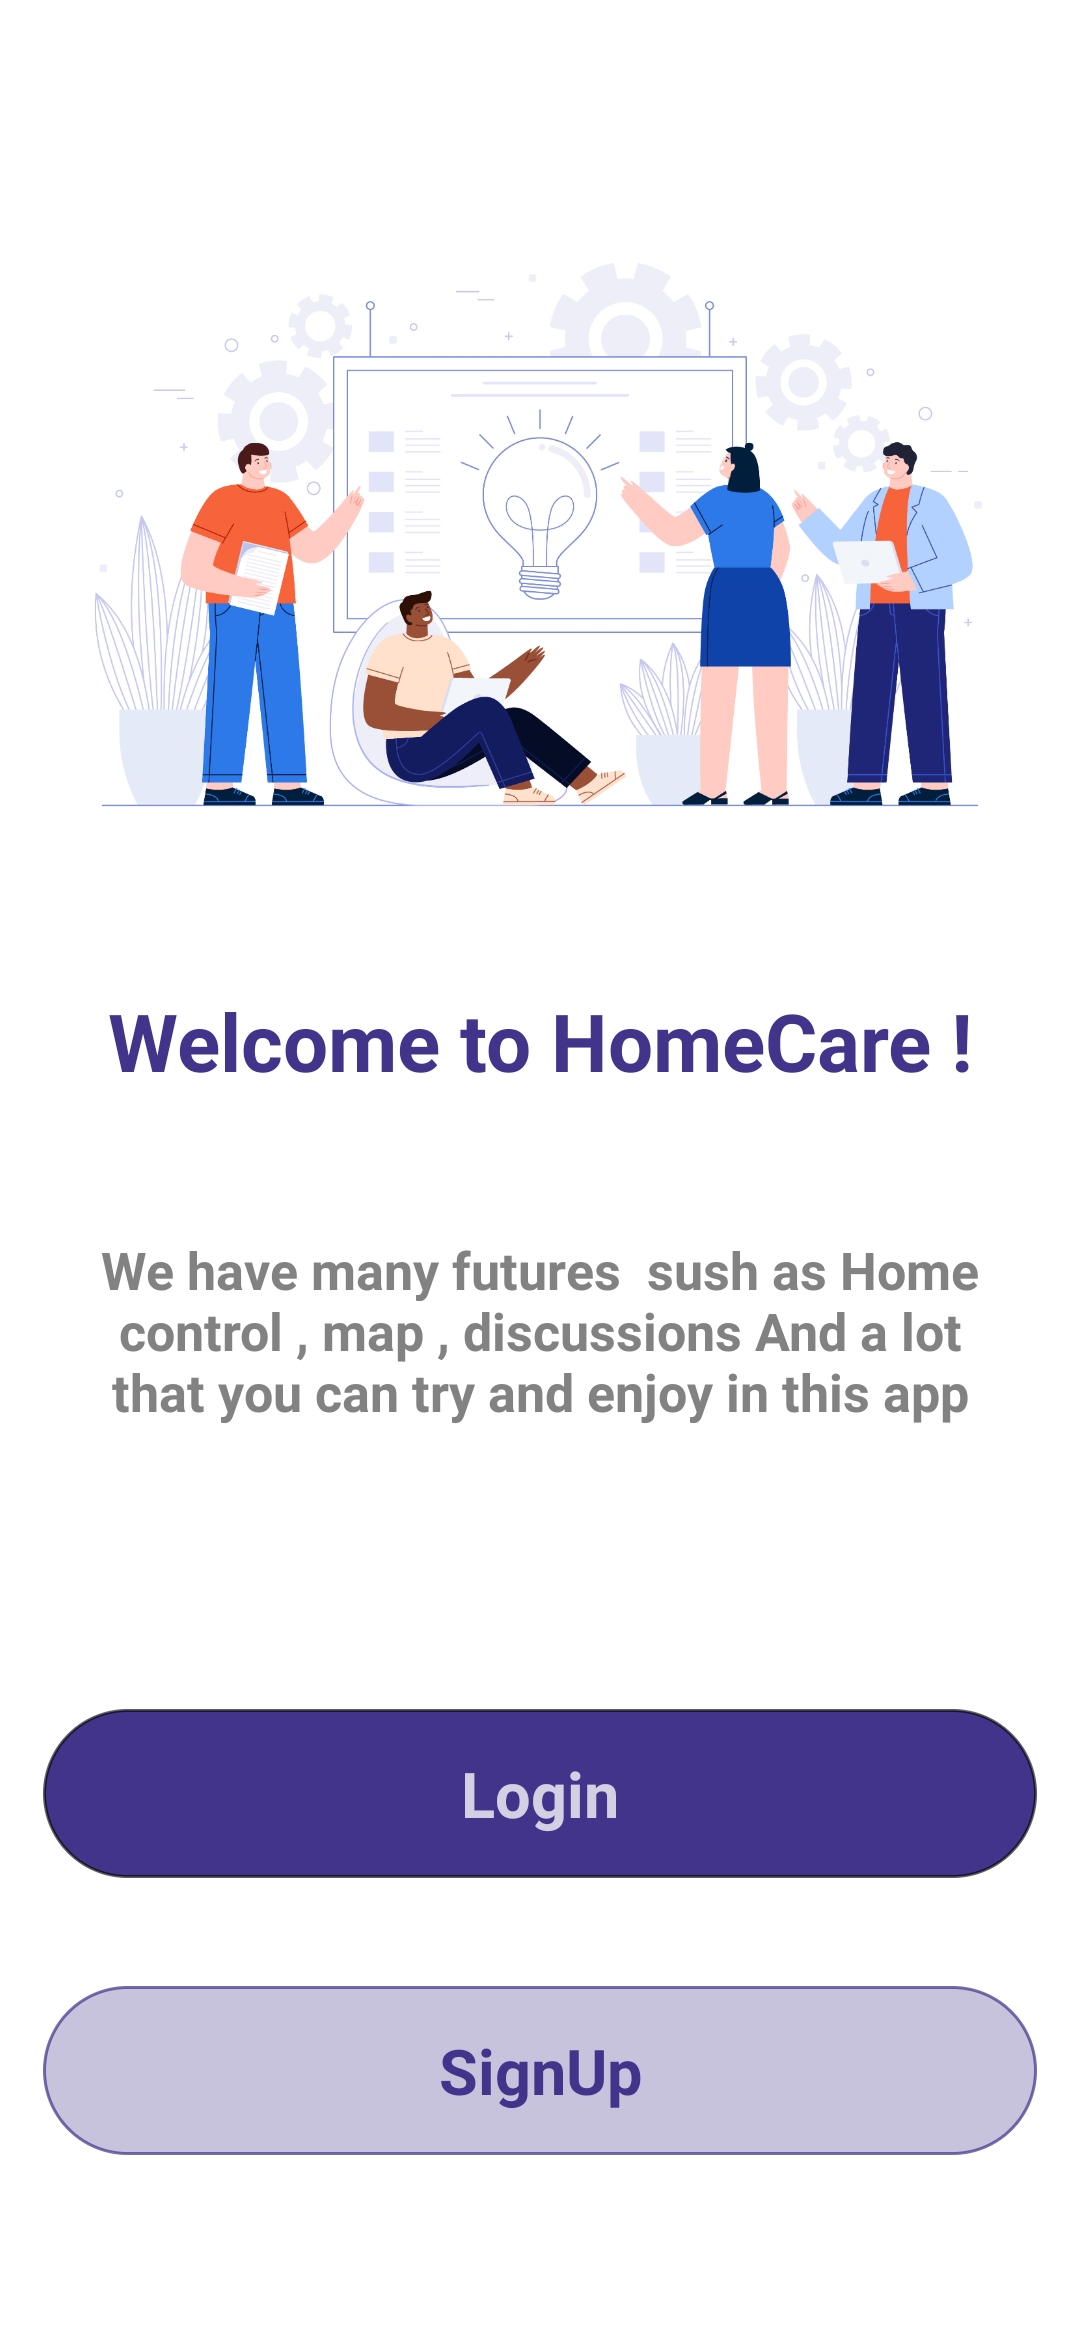 Welcome to HomeCare !
We have many futures  sush as Home
control , map , discussions And a lot
that you can try and enjoy in this app
Login
SignUp